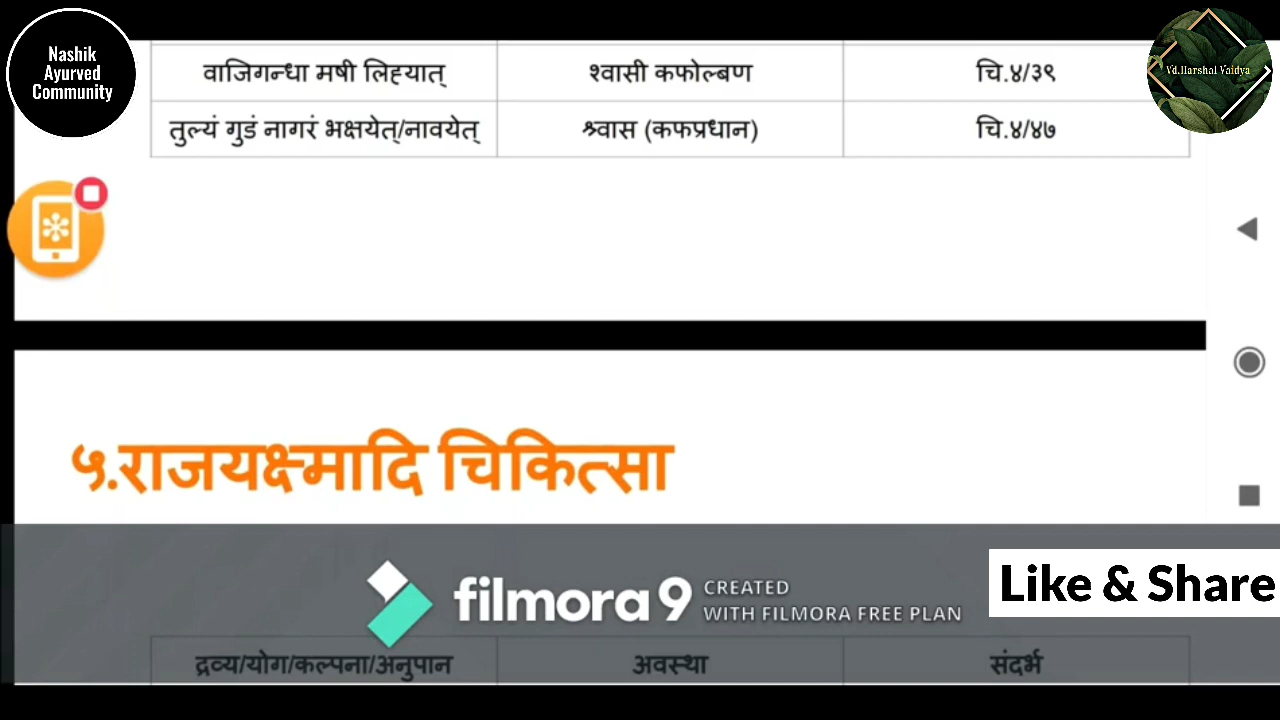 Nashik
Ayurved
Community
Vd.Harshal Vaidya
वाजिगन्धा मषी लिह्यात् श्वासी कफोल्बण चि.४/३९
तुल्यं गुडं नागरं भक्षयेत्/नावयेत् श्र्वास (कफप्रधान) चि.४/४७
५.राजयक्ष्मादि चिकित्सा
filmora 9 CREATED
WITH FILMORA FREE PLAN
Like & Share
द्रव्य/योग/कल्पना/अनुपान अवस्था संदर्भ